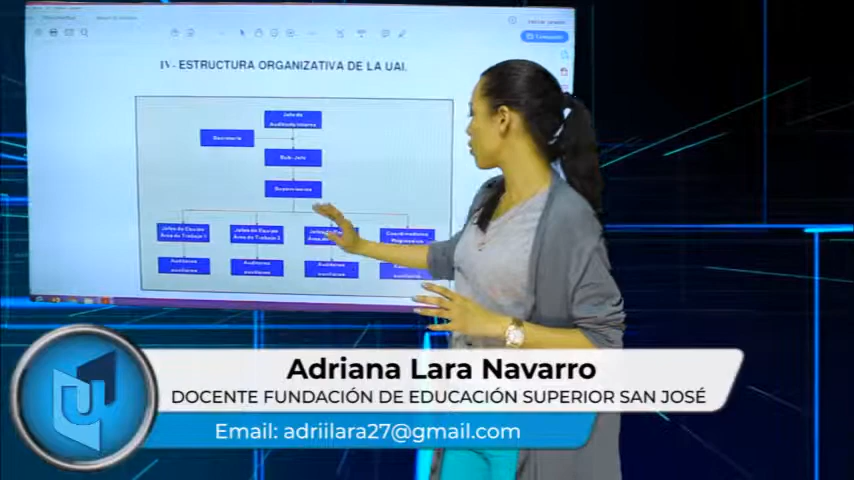 IV- ESTRUCTURA ORGANIZATIVA DE LA UAI.
Jefe de
Auditoría Interna
Secretaria
Sub-Jefe
Supervisores
Jefes de Equipo
Área de Trabajo 1
Jefes de Equipo
Área de Trabajo 2
Coordinadores
Auditores
auxiliares
Auditores
auxiliares
Auditores
auxiliares
Adriana Lara Navarro
DOCENTE FUNDACIÓN DE EDUCACIÓN SUPERIOR SAN JOSÉ
Email: adriilara27@gmail.com